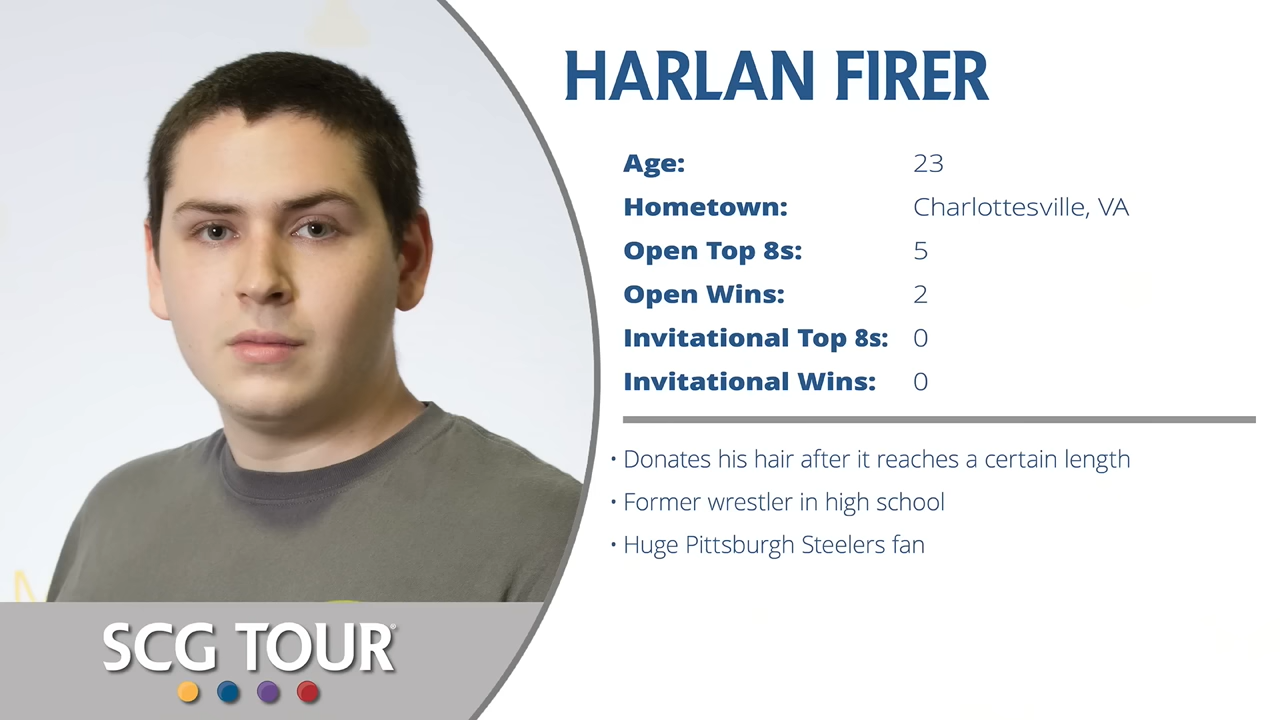 HARLAN FIRER
Age: 23
Hometown: Charlottesville, VA
Open Top 8s: 5
Open Wins: 2
Invitational Top 8s: 0
Invitational Wins: 0
• Donates his hair after it reaches a certain length
• Former wrestler in high school
• Huge Pittsburgh Steelers fan
SCG TOUR®